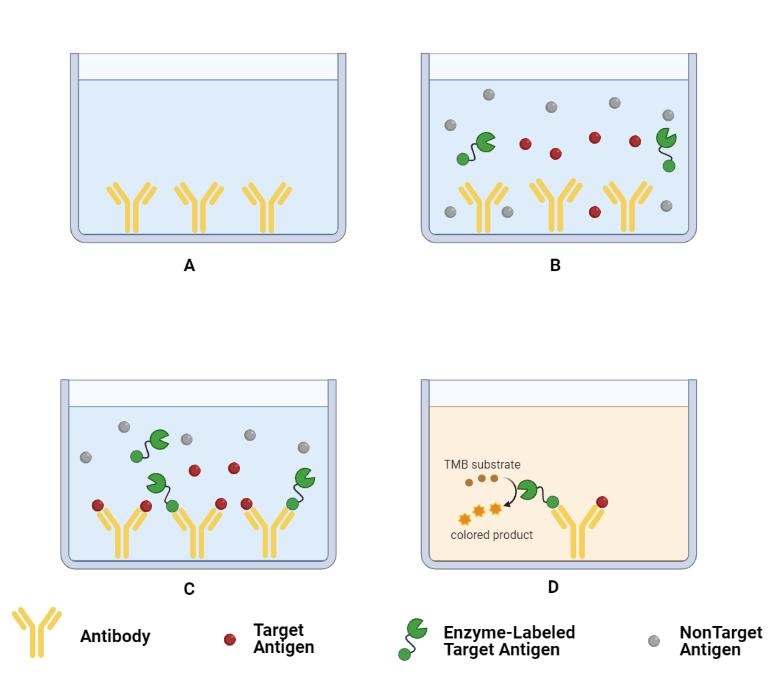 A
B
TMB substrate
colored product
C
D
Antibody
Target
Antigen
Enzyme-Labeled
Target Antigen
NonTarget
Antigen